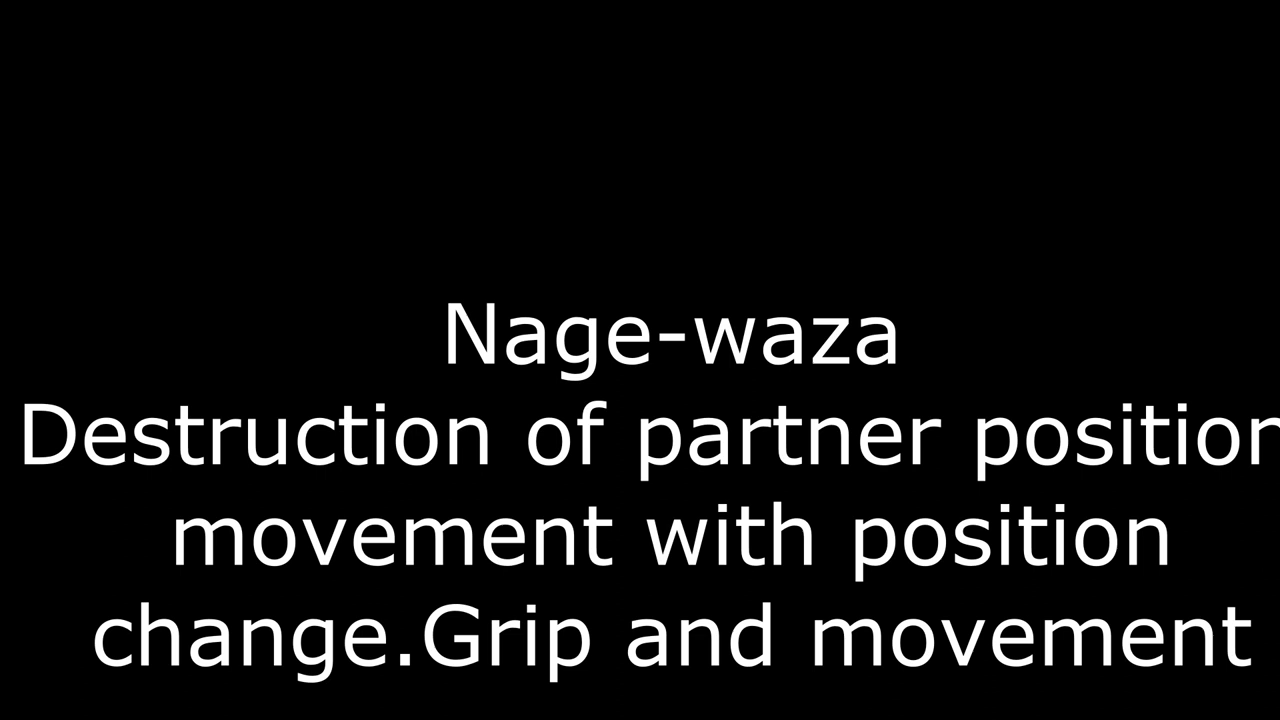 Nage-waza
Destruction of partner position
movement with position
change.Grip and movement